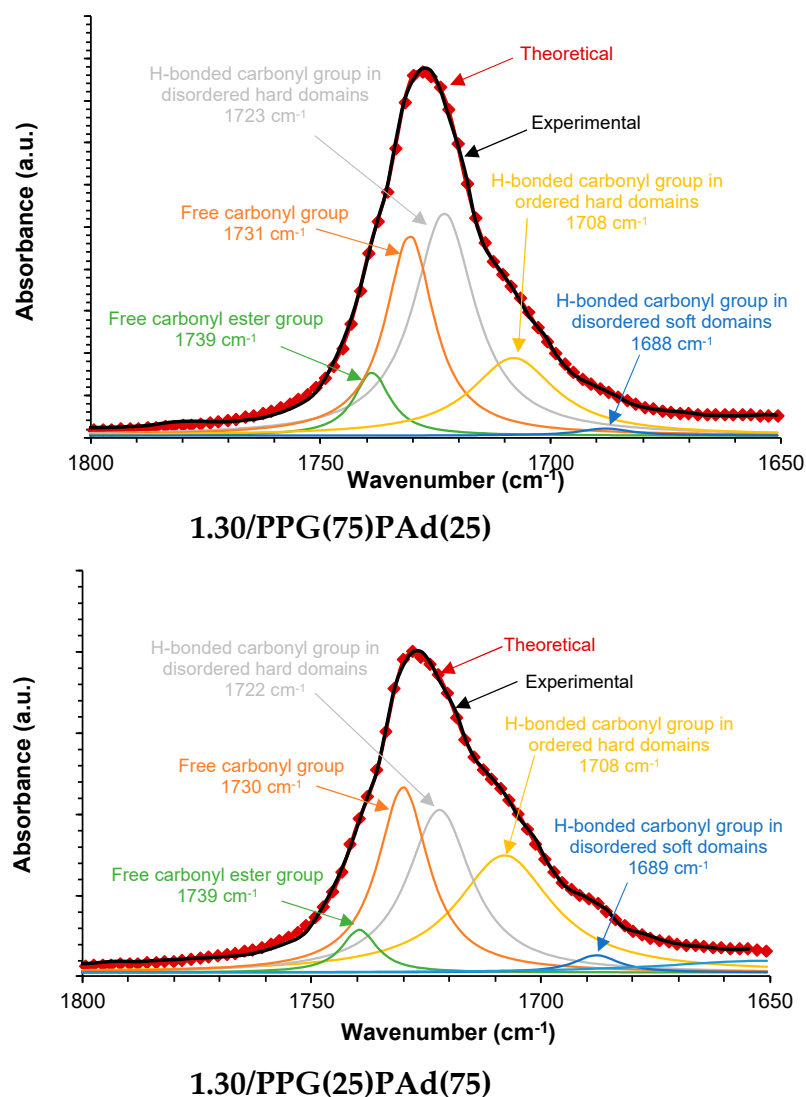 Theoretical
H-bonded carbonyl group in
disordered hard domains
1723 cm⁻¹
Experimental
H-bonded carbonyl group in
ordered hard domains
1708 cm⁻¹
Free carbonyl group
1731 cm⁻¹
H-bonded carbonyl group in
disordered soft domains
1688 cm⁻¹
Free carbonyl ester group
1739 cm⁻¹
Absorbance (a.u.)
1800 1750 1700 1650
Wavenumber (cm⁻¹)
1.30/PPG(75)PAd(25)
H-bonded carbonyl group in
disordered hard domains
1722 cm⁻¹
Theoretical
Experimental
H-bonded carbonyl group in
ordered hard domains
1708 cm⁻¹
Free carbonyl group
1730 cm⁻¹
H-bonded carbonyl group in
disordered soft domains
1689 cm⁻¹
Free carbonyl ester group
1739 cm⁻¹
Absorbance (a.u.)
1800 1750 1700 1650
Wavenumber (cm⁻¹)
1.30/PPG(25)PAd(75)